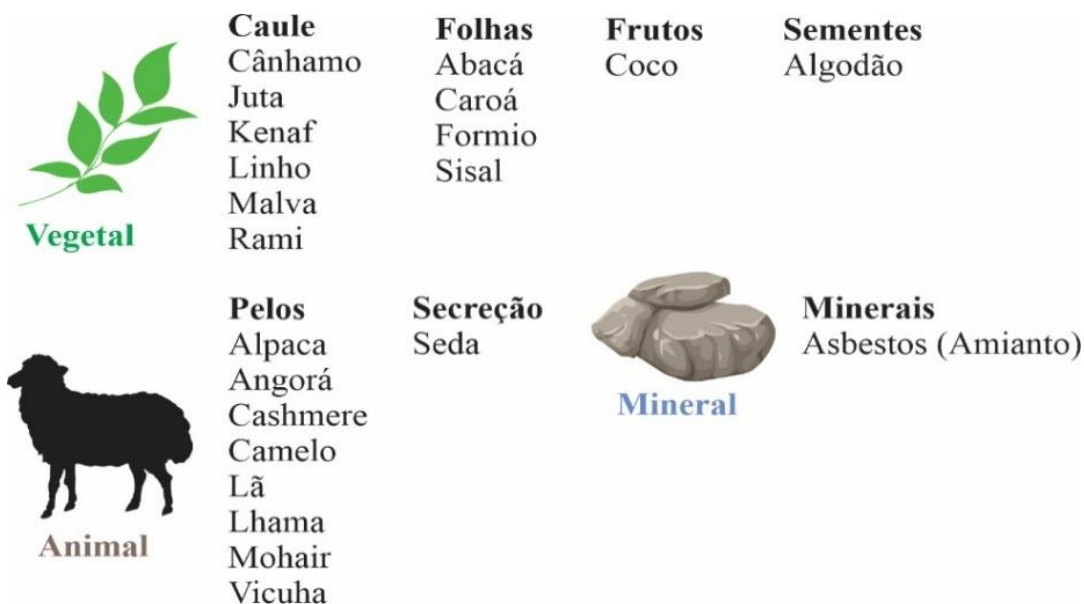 Caule
Cânhamo
Juta
Kenaf
Linho
Malva
Rami
Folhas
Abacá
Caroá
Formio
Sisal
Frutos
Coco
Sementes
Algodão
Vegetal
Pelos
Alpaca
Angorá
Cashmere
Camelo
Lã
Lhama
Mohair
Vicuha
Secreção
Seda
Animal
Minerais
Asbestos (Amianto)
Mineral